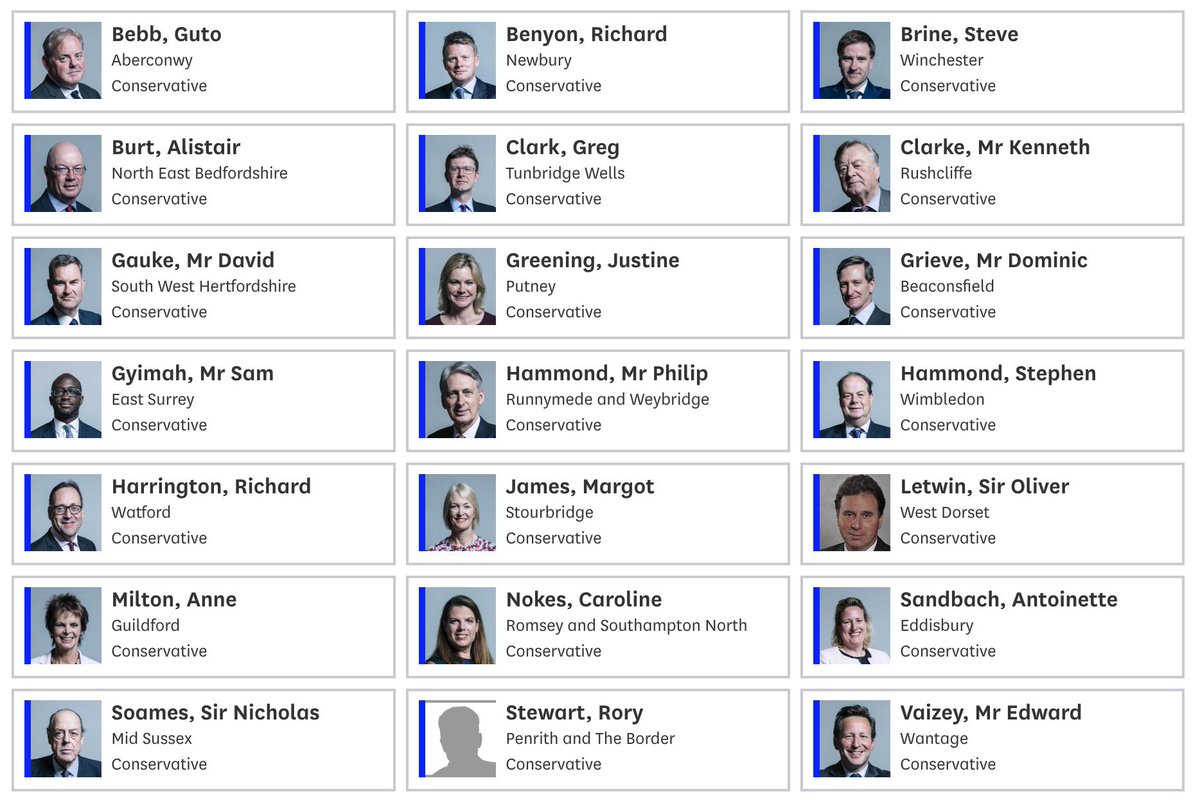 Bebb, Guto
Aberconwy
Conservative
Benyon, Richard
Newbury
Conservative
Brine, Steve
Winchester
Conservative
Burt, Alistair
North East Bedfordshire
Conservative
Clark, Greg
Tunbridge Wells
Conservative
Clarke, Mr Kenneth
Rushcliffe
Conservative
Gauke, Mr David
South West Hertfordshire
Conservative
Greening, Justine
Putney
Conservative
Grieve, Mr Dominic
Beaconsfield
Conservative
Gyimah, Mr Sam
East Surrey
Conservative
Hammond, Mr Philip
Runnymede and Weybridge
Conservative
Hammond, Stephen
Wimbledon
Conservative
Harrington, Richard
Watford
Conservative
James, Margot
Stourbridge
Conservative
Letwin, Sir Oliver
West Dorset
Conservative
Milton, Anne
Guildford
Conservative
Nokes, Caroline
Romsey and Southampton North
Conservative
Sandbach, Antoinette
Eddisbury
Conservative
Soames, Sir Nicholas
Mid Sussex
Conservative
Stewart, Rory
Penrith and The Border
Conservative
Vaizey, Mr Edward
Wantage
Conservative